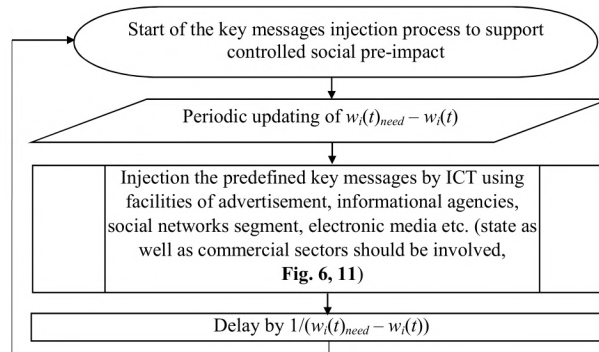 Start of the key messages injection process to support
controlled social pre-impact
Periodic updating of wᵢ(t)ₙₑₑd – wᵢ(t)
Injection the predefined key messages by ICT using
facilities of advertisement, informational agencies,
social networks segment, electronic media etc. (state as
well as commercial sectors should be involved,
Fig. 6, 11)
Delay by 1/(wᵢ(t)ₙₑₑd – wᵢ(t))